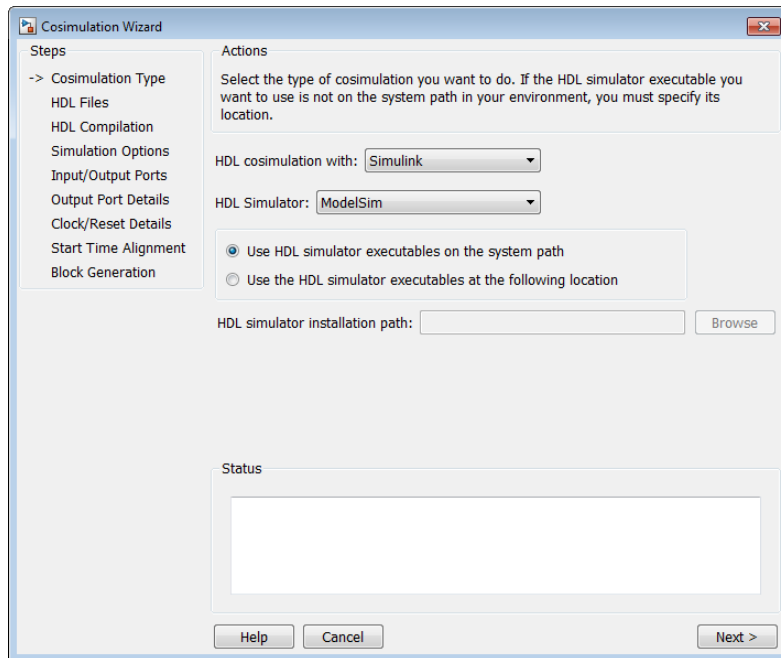 Cosimulation Wizard
Steps
-> Cosimulation Type
HDL Files
HDL Compilation
Simulation Options
Input/Output Ports
Output Port Details
Clock/Reset Details
Start Time Alignment
Block Generation
Actions
Select the type of cosimulation you want to do. If the HDL simulator executable you
want to use is not on the system path in your environment, you must specify its
location.
HDL cosimulation with: Simulink
HDL Simulator: ModelSim
Use HDL simulator executables on the system path
Use the HDL simulator executables at the following location
HDL simulator installation path: Browse
Status
Help Cancel Next >